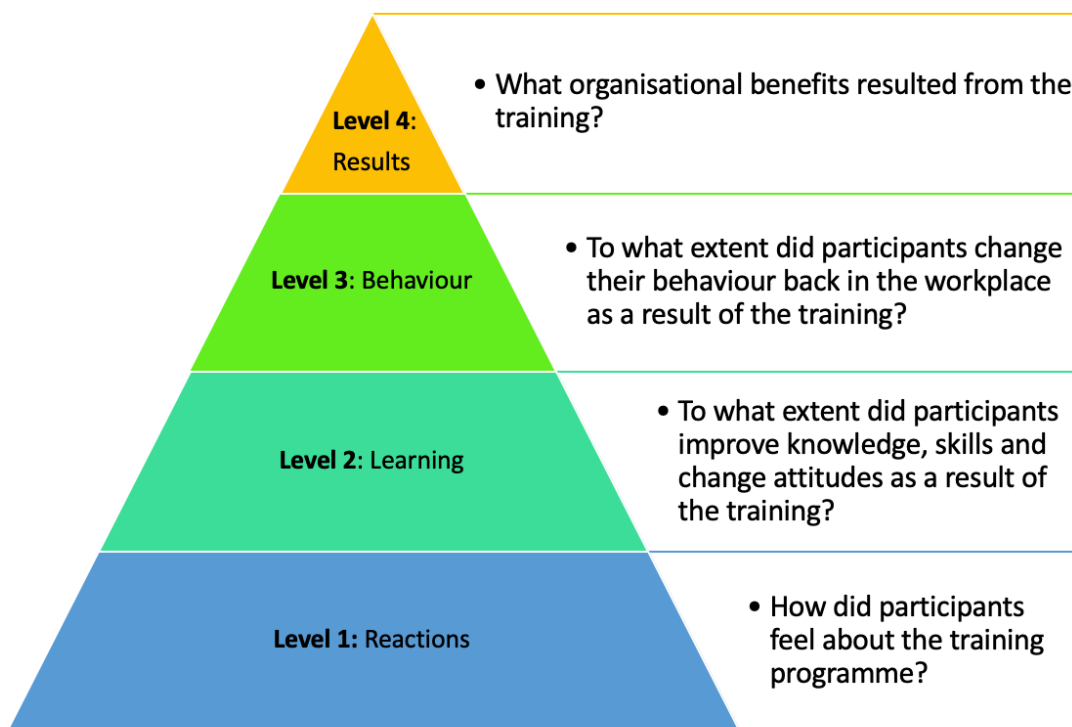 Level 4:
Results
• What organisational benefits resulted from the
training?
Level 3: Behaviour
• To what extent did participants change
their behaviour back in the workplace
as a result of the training?
Level 2: Learning
• To what extent did participants
improve knowledge, skills and
change attitudes as a result of
the training?
Level 1: Reactions
• How did participants
feel about the training
programme?